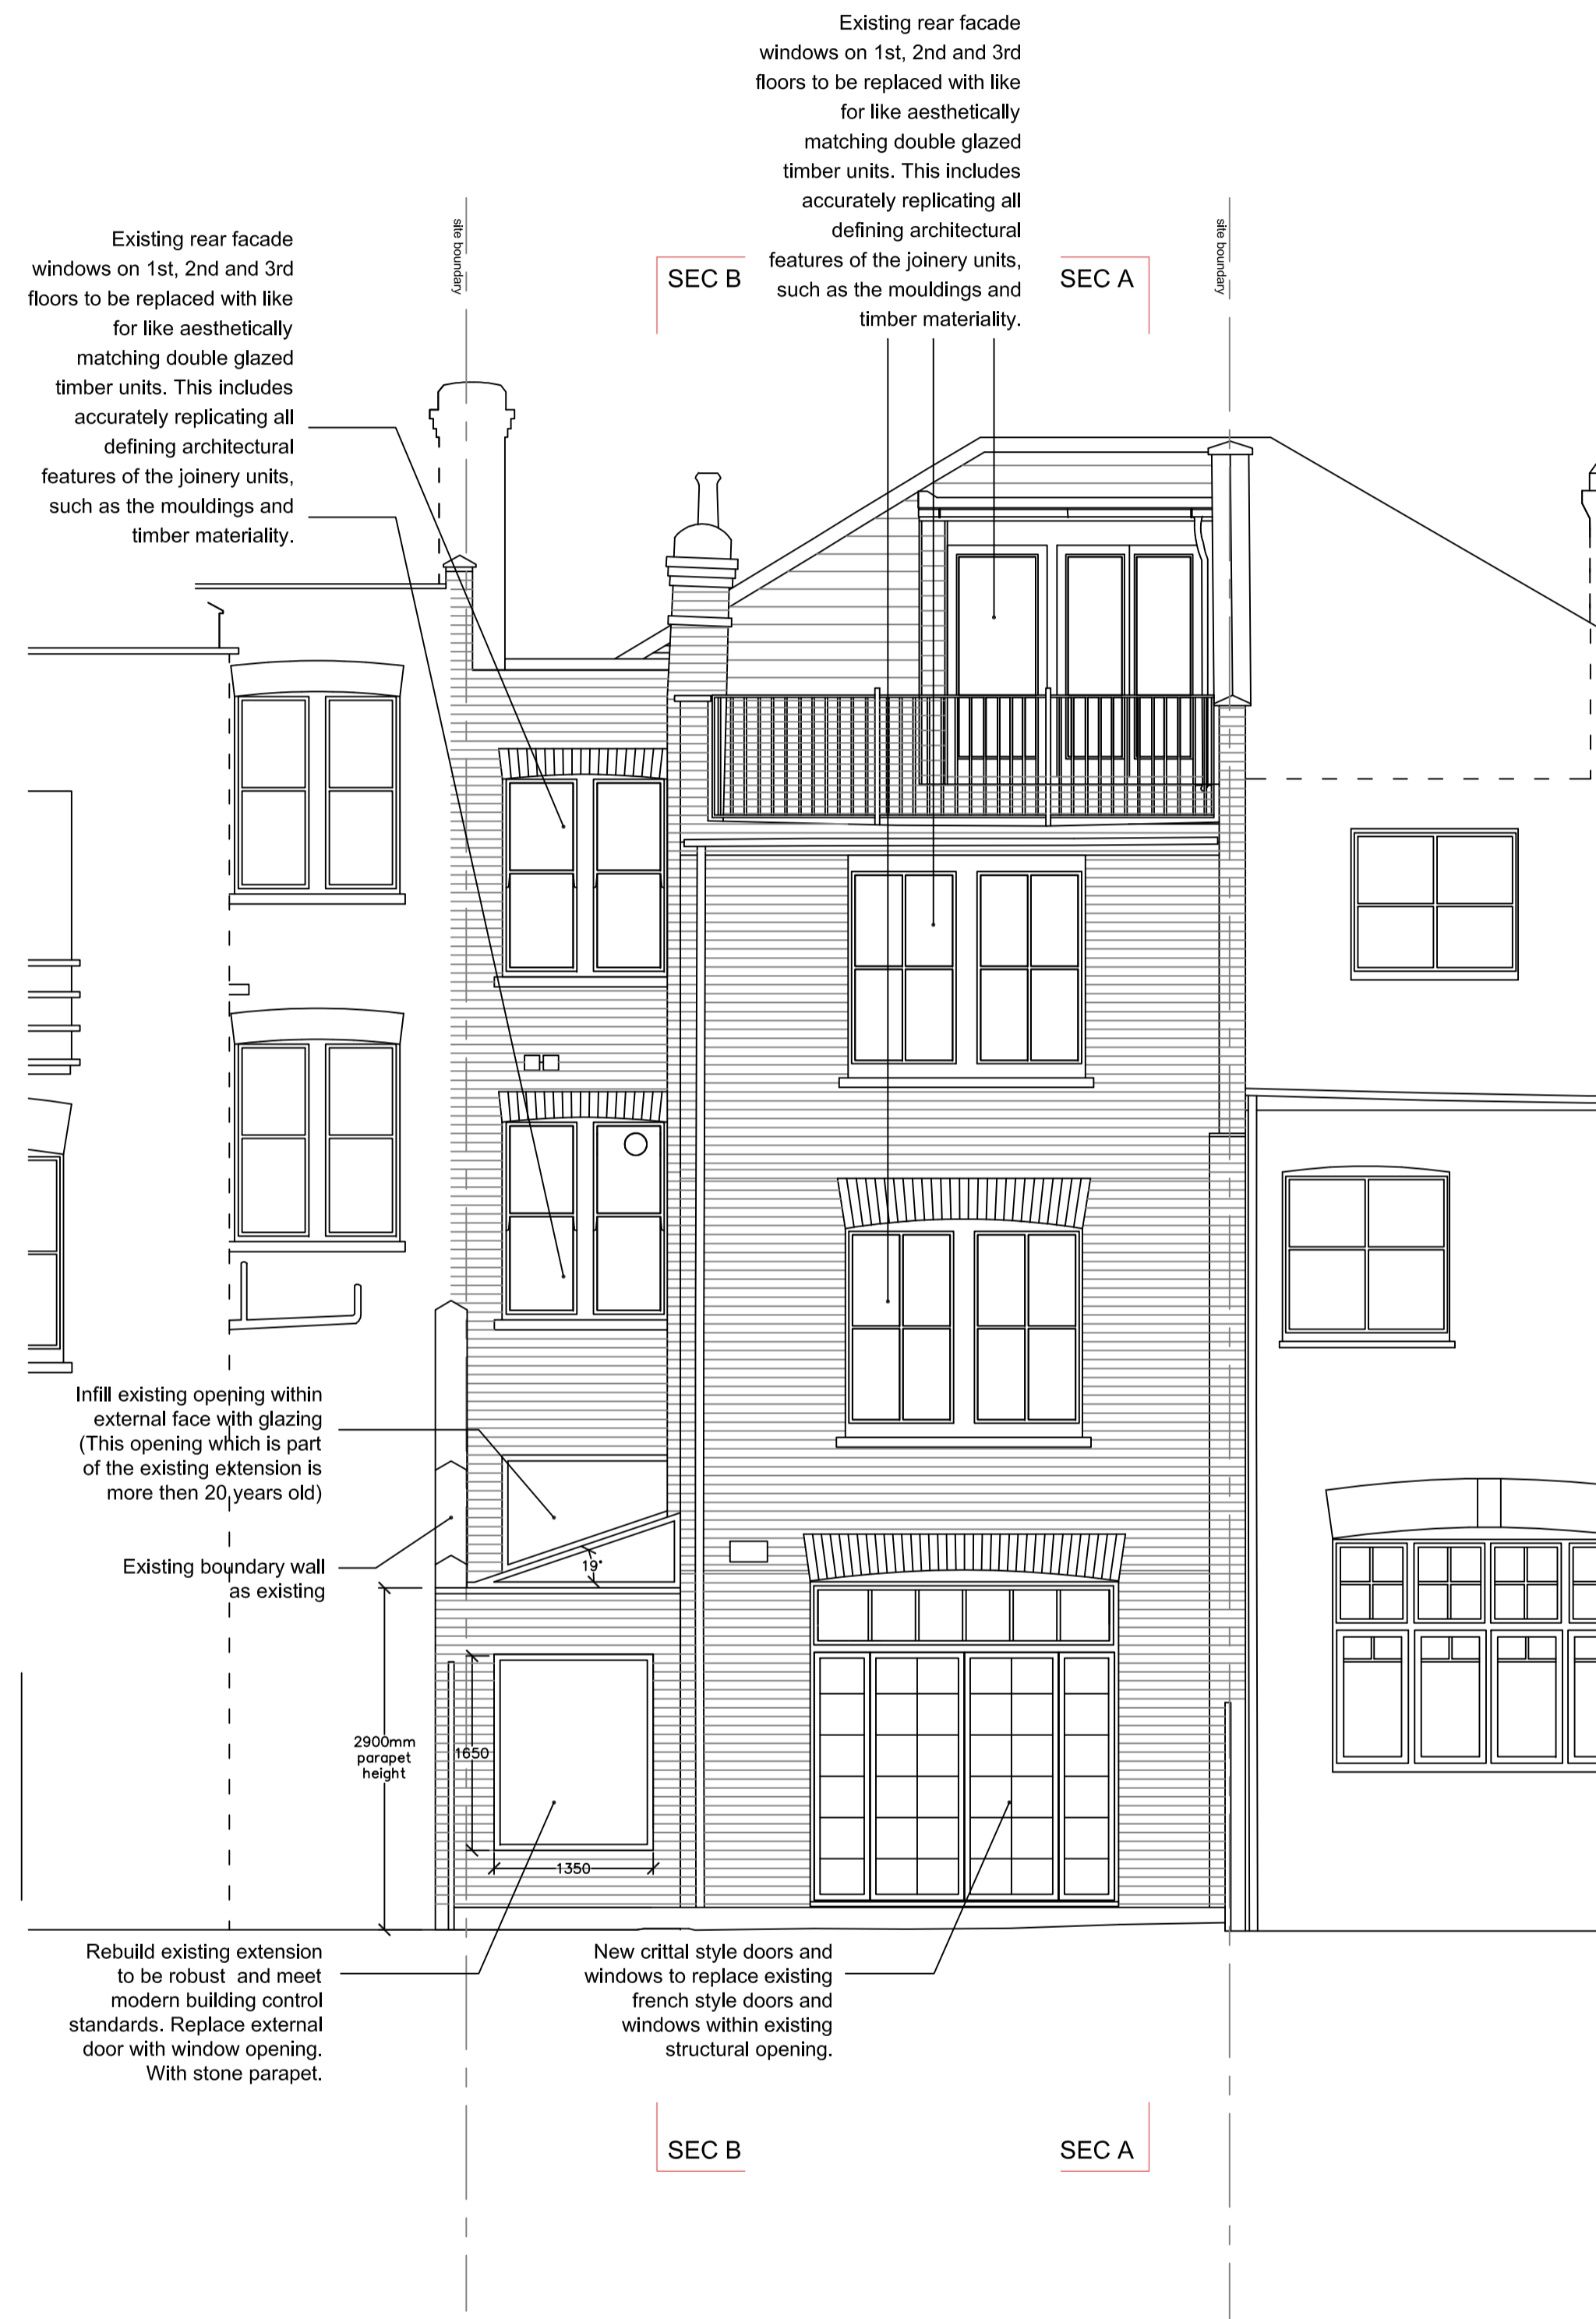 Existing rear facade
windows on 1st, 2nd and 3rd
floors to be replaced with like
for like aesthetically
matching double glazed
timber units. This includes
accurately replicating all
defining architectural
features of the joinery units,
such as the mouldings and
timber materiality.
Existing rear facade
windows on 1st, 2nd and 3rd
floors to be replaced with like
for like aesthetically
matching double glazed
timber units. This includes
accurately replicating all
defining architectural
features of the joinery units,
such as the mouldings and
timber materiality.
site boundary
SEC B
SEC A
site boundary
Infill existing opening within
external face with glazing
(This opening which is part
of the existing extension is
more then 20 years old)
Existing boundary wall
as existing
19°
2900mm
parapet
height
1650
1350
Rebuild existing extension
to be robust and meet
modern building control
standards. Replace external
door with window opening.
With stone parapet.
New crittal style doors and
windows to replace existing
french style doors and
windows within existing
structural opening.
SEC B
SEC A